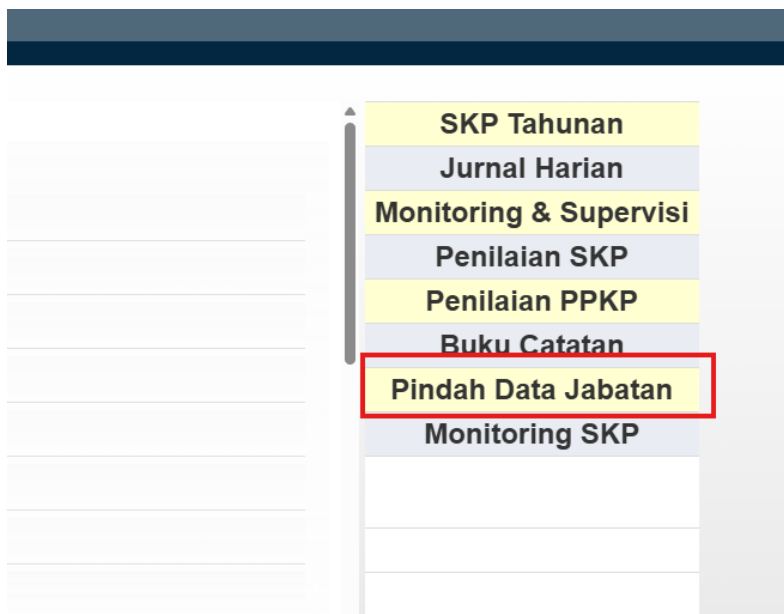 SKP Tahunan
Jurnal Harian
Monitoring & Supervisi
Penilaian SKP
Penilaian PPKP
Buku Catatan
Pindah Data Jabatan
Monitoring SKP